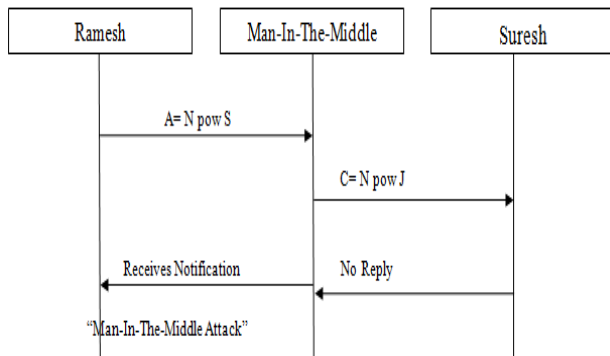 Ramesh
Man-In-The-Middle
Suresh
A= N pow S
C= N pow J
Receives Notification
No Reply
“Man-In-The-Middle Attack”